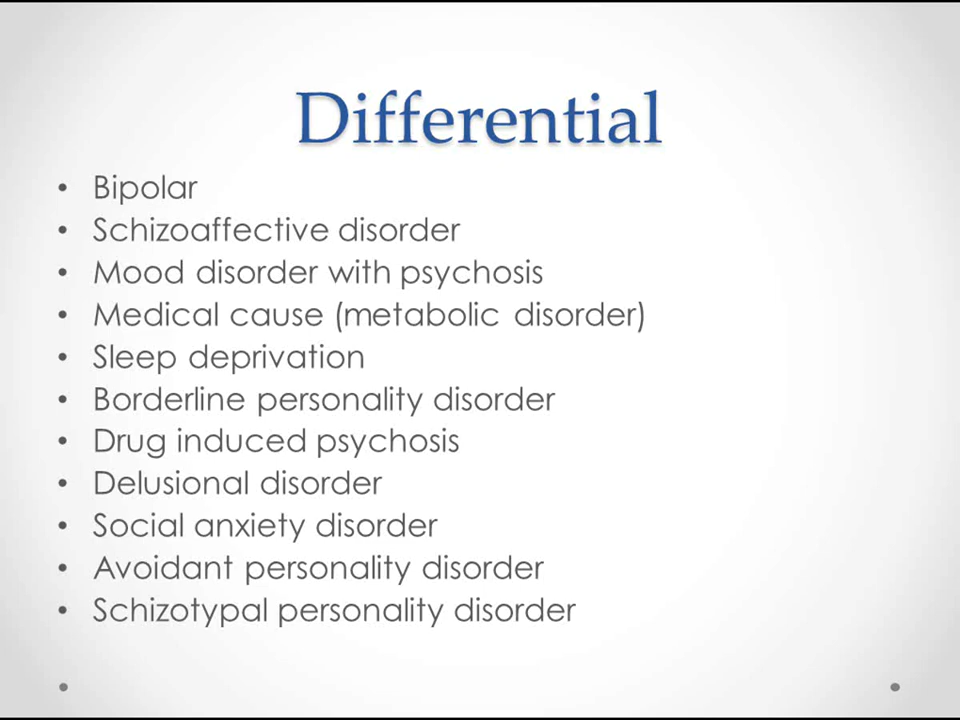 Differential
• Bipolar
• Schizoaffective disorder
• Mood disorder with psychosis
• Medical cause (metabolic disorder)
• Sleep deprivation
• Borderline personality disorder
• Drug induced psychosis
• Delusional disorder
• Social anxiety disorder
• Avoidant personality disorder
• Schizotypal personality disorder